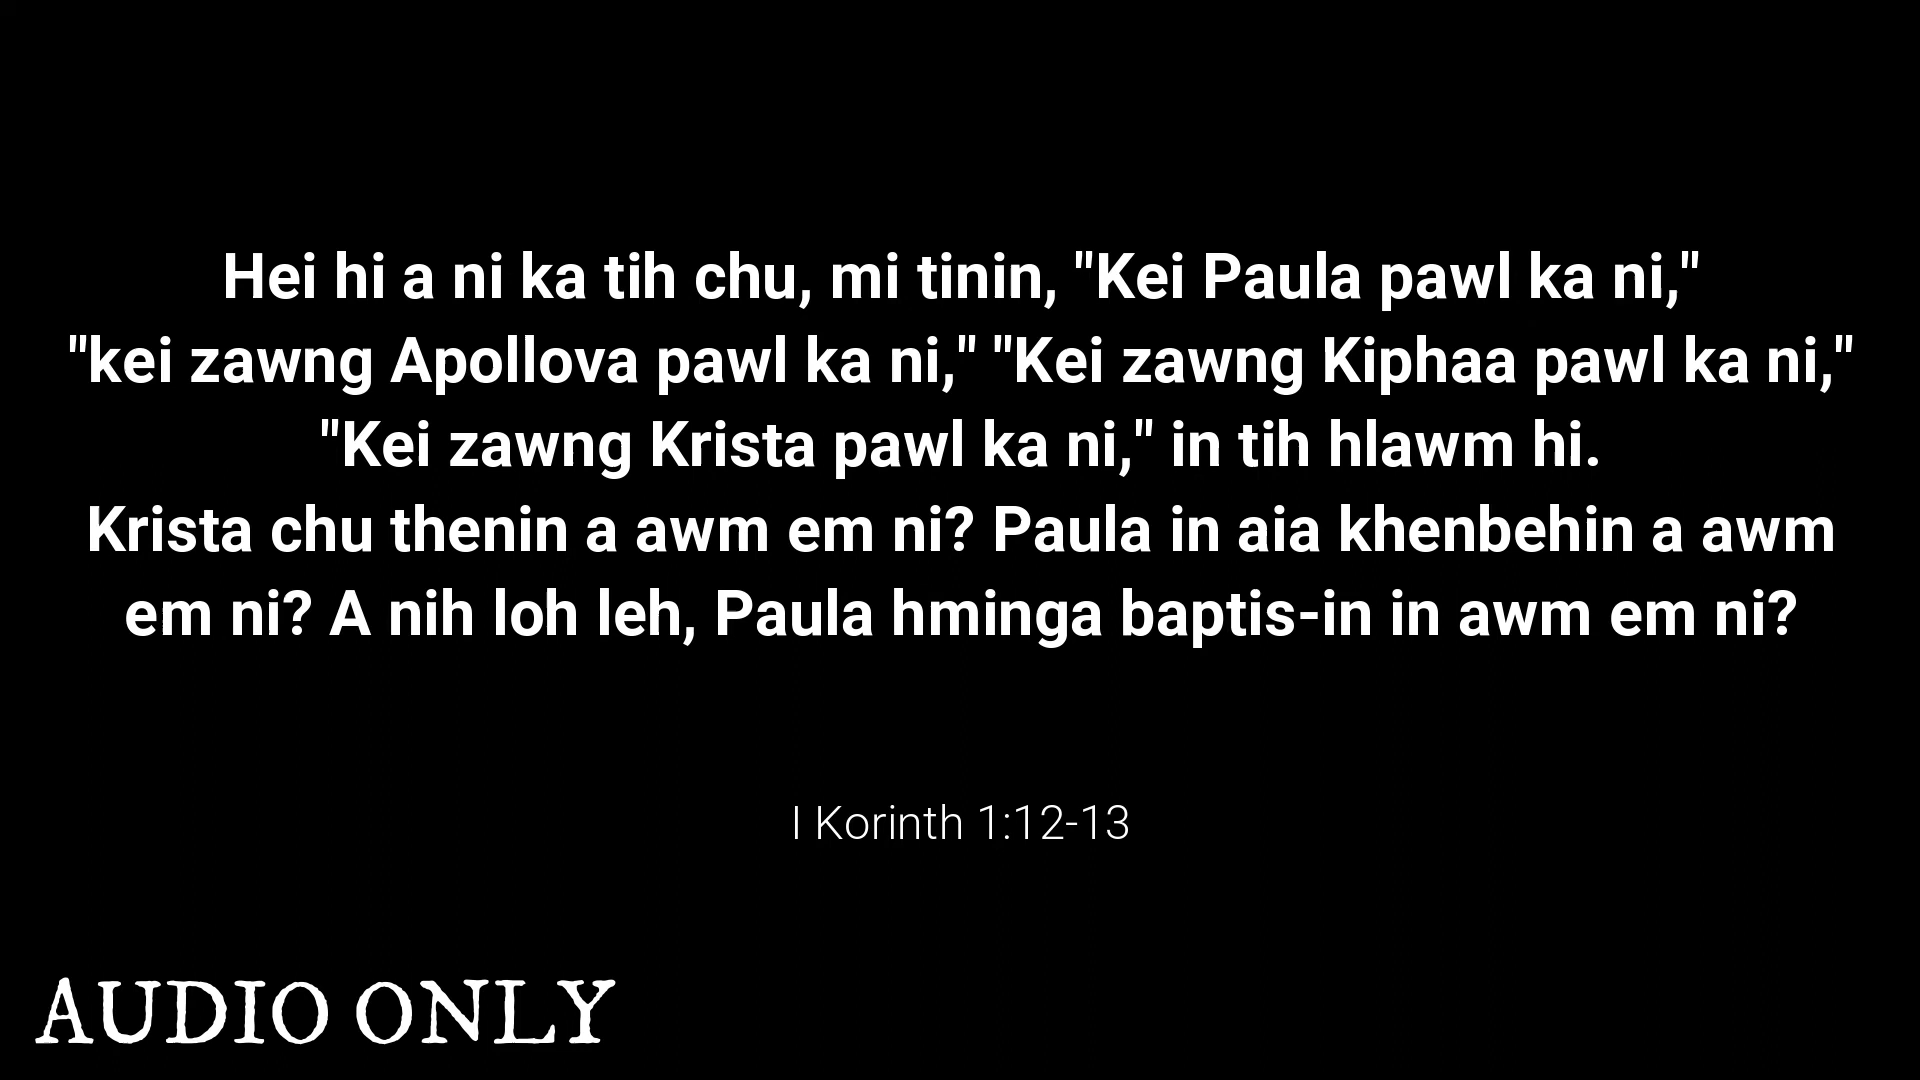 Hei hi a ni ka tih chu, mi tinin, "Kei Paula pawl ka ni,"
"kei zawng Apollova pawl ka ni," "Kei zawng Kiphaa pawl ka ni,"
"Kei zawng Krista pawl ka ni," in tih hlawm hi.
Krista chu thenin a awm em ni? Paula in aia khenbehin a awm
em ni? A nih loh leh, Paula hminga baptis-in in awm em ni?
I Korinth 1:12-13
AUDIO ONLY